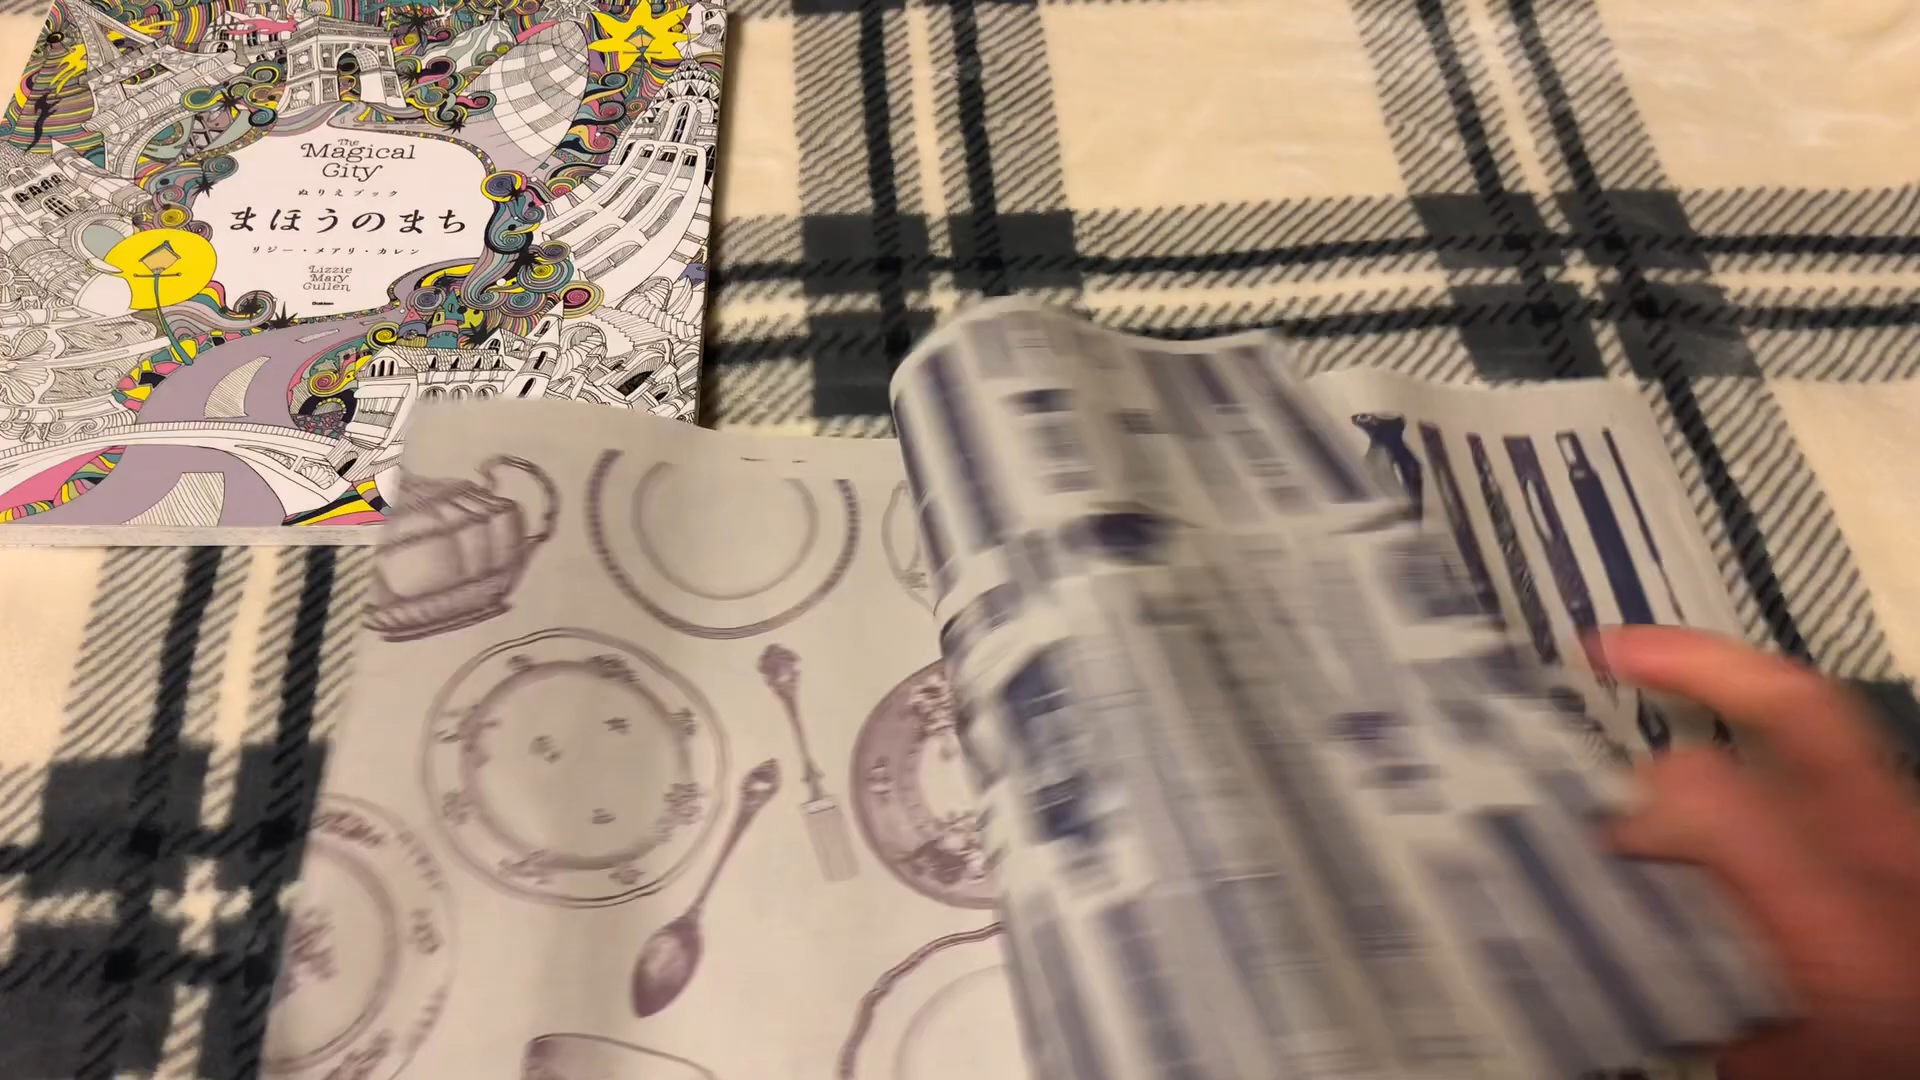 The
Magical
City
ぬりえブック
まほうのまち
リジー・メアリ・カレン
Lizzie
Mary
Cullen
Gakken